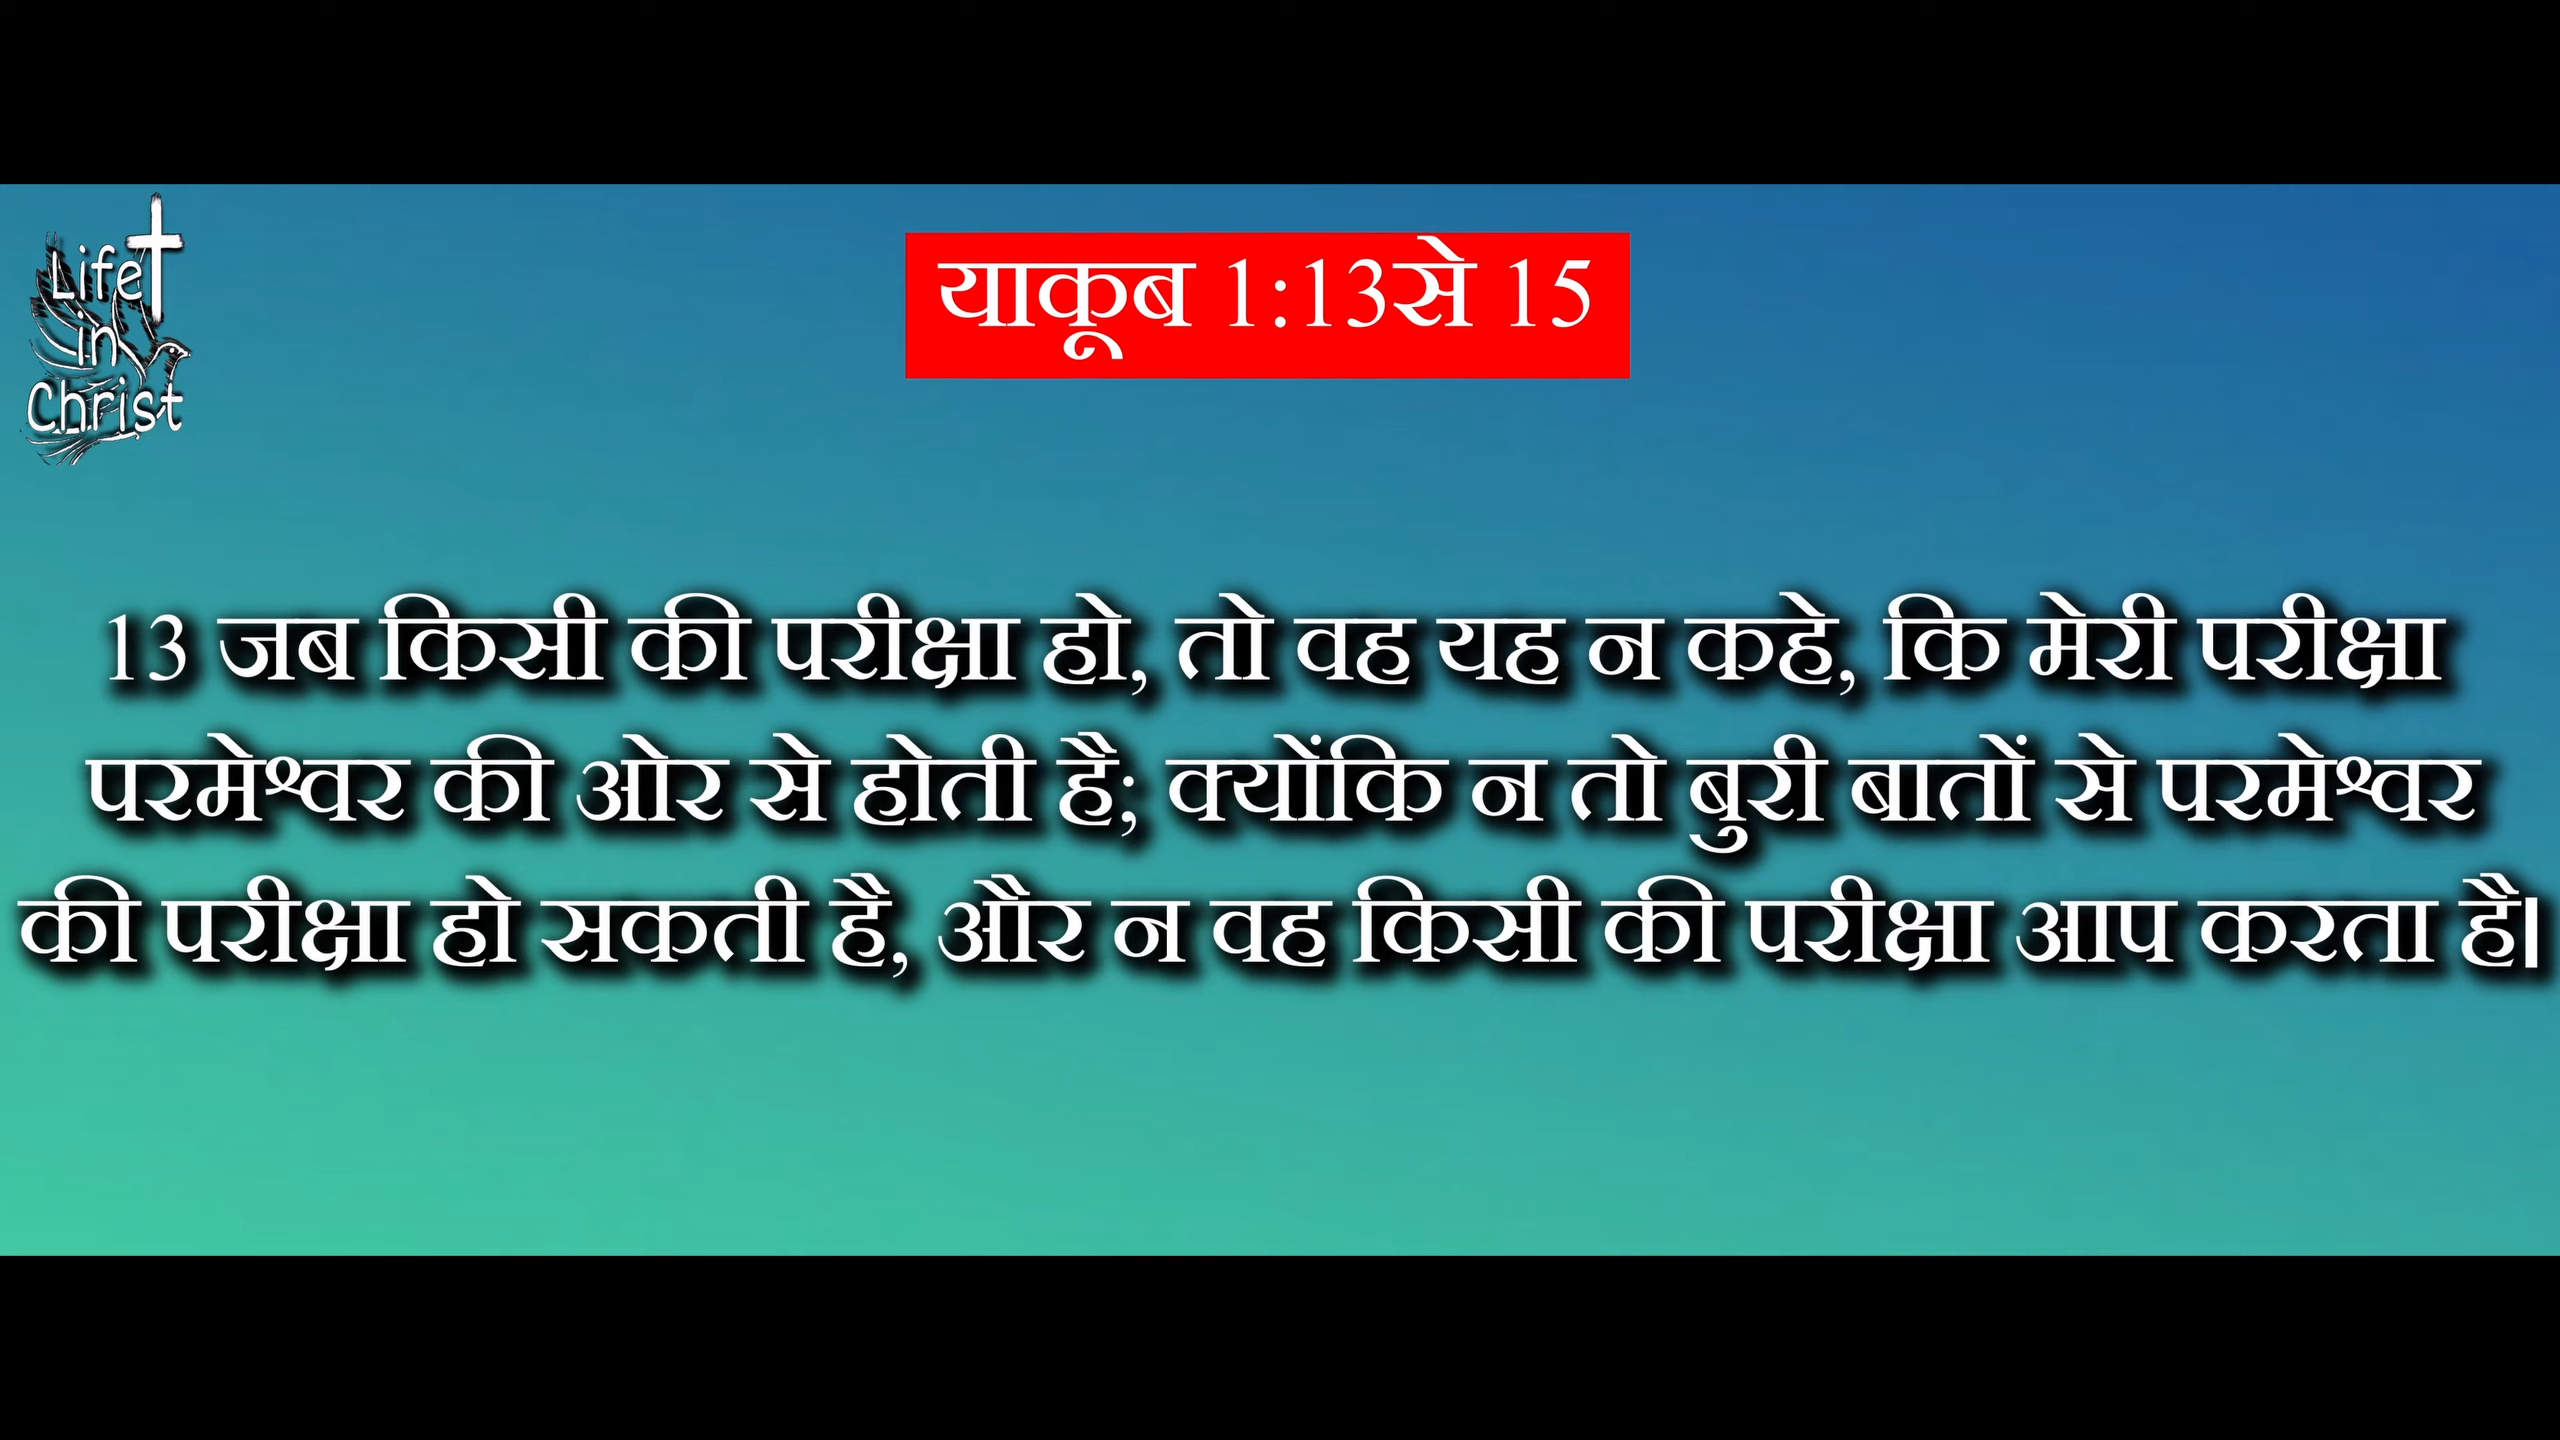 Life
in
Christ
याकूब 1:13से 15
13 जब किसी की परीक्षा हो, तो वह यह न कहे, कि मेरी परीक्षा
परमेश्वर की ओर से होती है; क्योंकि न तो बुरी बातों से परमेश्वर
की परीक्षा हो सकती है, और न वह किसी की परीक्षा आप करता है।